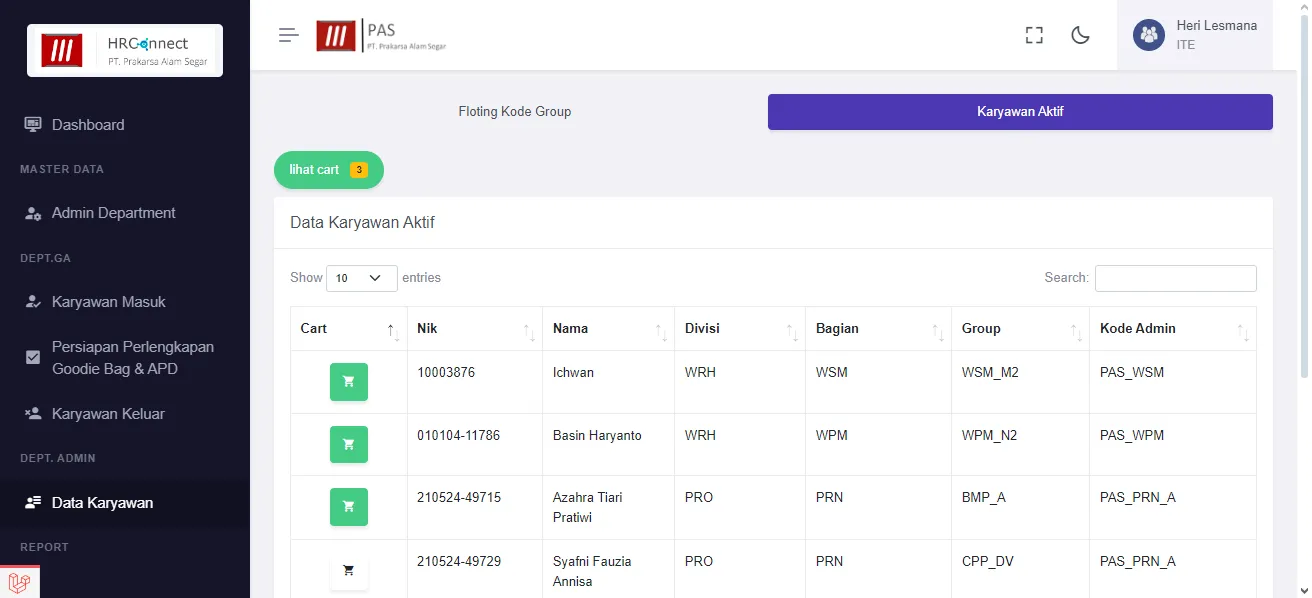 HRConnect
PT. Prakarsa Alam Segar
PAS
PT. Prakarsa Alam Segar
Heri Lesmana
ITE
Dashboard
MASTER DATA
Admin Department
DEPT.GA
Karyawan Masuk
Persiapan Perlengkapan
Goodie Bag & APD
Karyawan Keluar
DEPT. ADMIN
Data Karyawan
REPORT
Floting Kode Group
Karyawan Aktif
lihat cart 3
Data Karyawan Aktif
Show 10 entries
Search:
Cart Nik Nama Divisi Bagian Group Kode Admin
10003876 Ichwan WRH WSM WSM_M2 PAS_WSM
010104-11786 Basin Haryanto WRH WPM WPM_N2 PAS_WPM
210524-49715 Azahra Tiari PRO PRN BMP_A PAS_PRN_A
Pratiwi
210524-49729 Syafni Fauzia PRO PRN CPP_DV PAS_PRN_A
Annisa